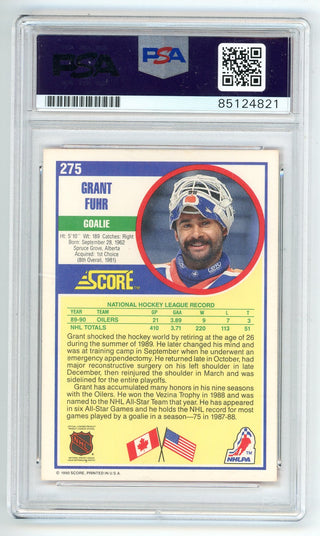 PSA
PSA
85124821
275
GRANT
FUHR
GOALIE
Ht: 5'10" Wt: 189 Catches: Right
Born: September 28, 1962
Spruce Grove, Alberta
Acquired: 1st Choice
(8th Overall, 1981)
SCORE™
NATIONAL HOCKEY LEAGUE RECORD
YEAR GP GAA W L T
89-90 OILERS 21 3.89 9 7 3
NHL TOTALS 410 3.71 220 113 51
Grant shocked the hockey world by retiring at the age of 26
during the summer of 1989. He later changed his mind and
was at training camp in September when he underwent an
emergency appendectomy. He returned late in October, had
major reconstructive surgery on his left shoulder in late
December, then reinjured the shoulder in March and was
sidelined for the entire playoffs.
Grant has accumulated many honors in his nine seasons
with the Oilers. He won the Vezina Trophy in 1988 and was
named to the NHL All-Star Team that year. He has appeared
in six All-Star Games and he holds the NHL record for most
games played by a goalie in a season—75 in 1987-88.
NHL
NHLPA
TM
© 1990 SCORE, PRINTED IN U.S.A.